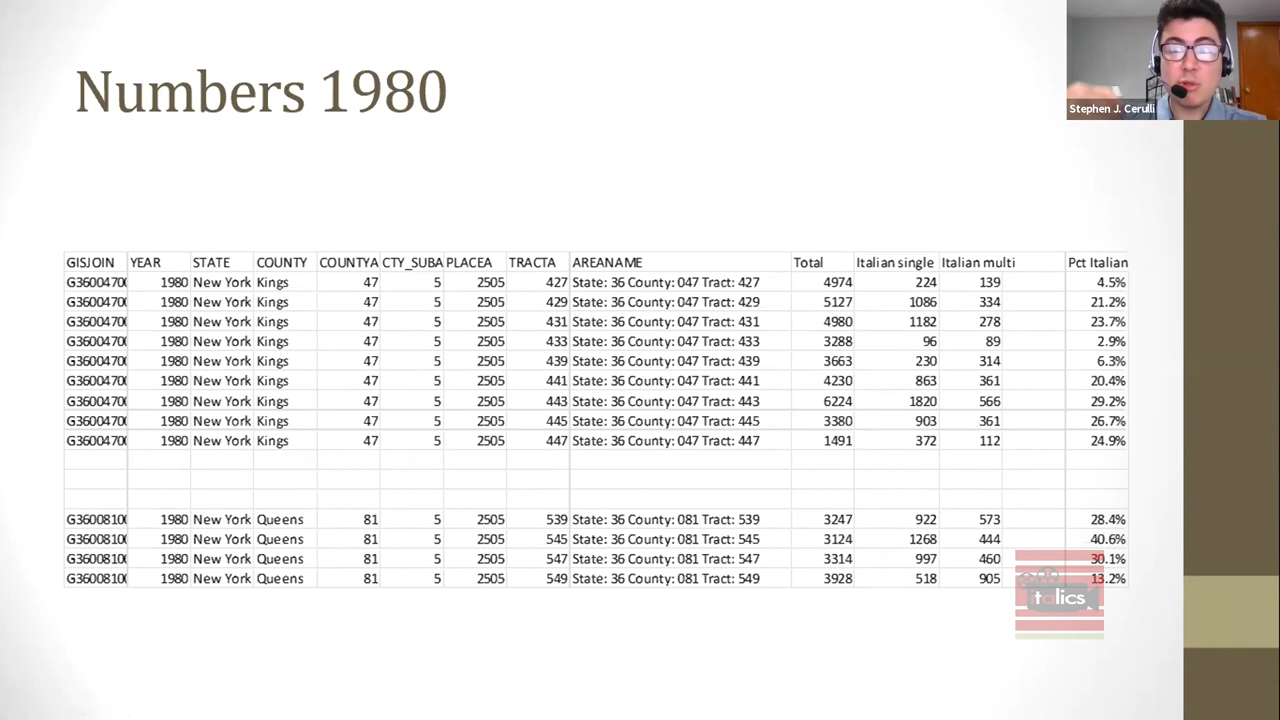 Numbers 1980
Stephen J. Cerulli
GISJOIN YEAR STATE COUNTY COUNTYA CTY_SUBA PLACEA TRACTA AREANAME Total Italian single Italian multi Pct Italian
G3600470( 1980 New York Kings 47 5 2505 427 State: 36 County: 047 Tract: 427 4974 224 139 4.5%
G3600470( 1980 New York Kings 47 5 2505 429 State: 36 County: 047 Tract: 429 5127 1086 334 21.2%
G3600470( 1980 New York Kings 47 5 2505 431 State: 36 County: 047 Tract: 431 4980 1182 278 23.7%
G3600470( 1980 New York Kings 47 5 2505 433 State: 36 County: 047 Tract: 433 3288 96 89 2.9%
G3600470( 1980 New York Kings 47 5 2505 439 State: 36 County: 047 Tract: 439 3663 230 314 6.3%
G3600470( 1980 New York Kings 47 5 2505 441 State: 36 County: 047 Tract: 441 4230 863 361 20.4%
G3600470( 1980 New York Kings 47 5 2505 443 State: 36 County: 047 Tract: 443 6224 1820 566 29.2%
G3600470( 1980 New York Kings 47 5 2505 445 State: 36 County: 047 Tract: 445 3380 903 361 26.7%
G3600470( 1980 New York Kings 47 5 2505 447 State: 36 County: 047 Tract: 447 1491 372 112 24.9%
G3600810( 1980 New York Queens 81 5 2505 539 State: 36 County: 081 Tract: 539 3247 922 573 28.4%
G3600810( 1980 New York Queens 81 5 2505 545 State: 36 County: 081 Tract: 545 3124 1268 444 40.6%
G3600810( 1980 New York Queens 81 5 2505 547 State: 36 County: 081 Tract: 547 3314 997 460 30.1%
G3600810( 1980 New York Queens 81 5 2505 549 State: 36 County: 081 Tract: 549 3928 518 905 13.2%
italics